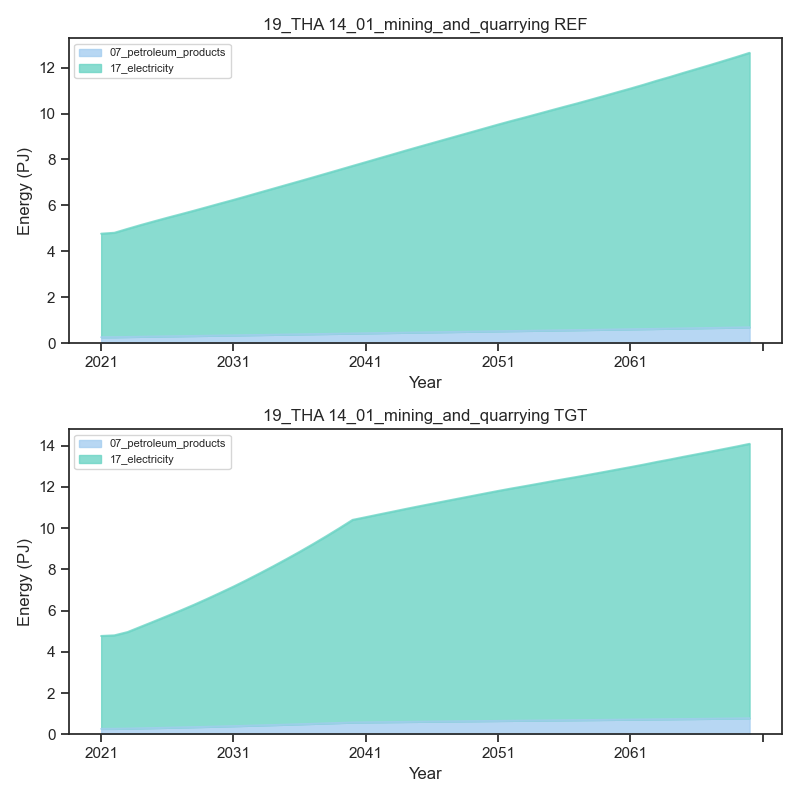 19_THA 14_01_mining_and_quarrying REF
07_petroleum_products
17_electricity
12
10
8
6
4
2
0
Energy (PJ)
2021 2031 2041 2051 2061
Year
19_THA 14_01_mining_and_quarrying TGT
07_petroleum_products
17_electricity
14
12
10
8
6
4
2
0
Energy (PJ)
2021 2031 2041 2051 2061
Year